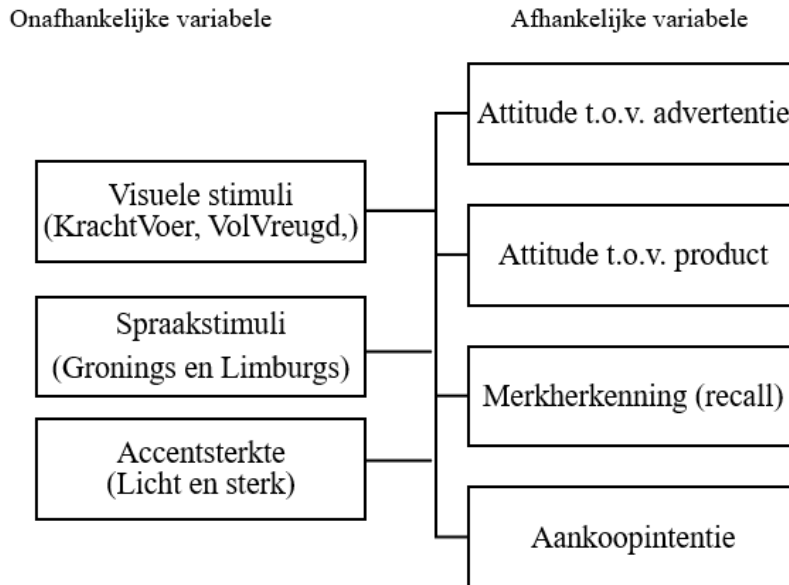 Onafhankelijke variabele
Afhankelijke variabele
Attitude t.o.v. advertentie
Visuele stimuli
(KrachtVoer, VolVreugd,)
Attitude t.o.v. product
Spraakstimuli
(Gronings en Limburgs)
Merkherkenning (recall)
Accentsterkte
(Licht en sterk)
Aankoopintentie